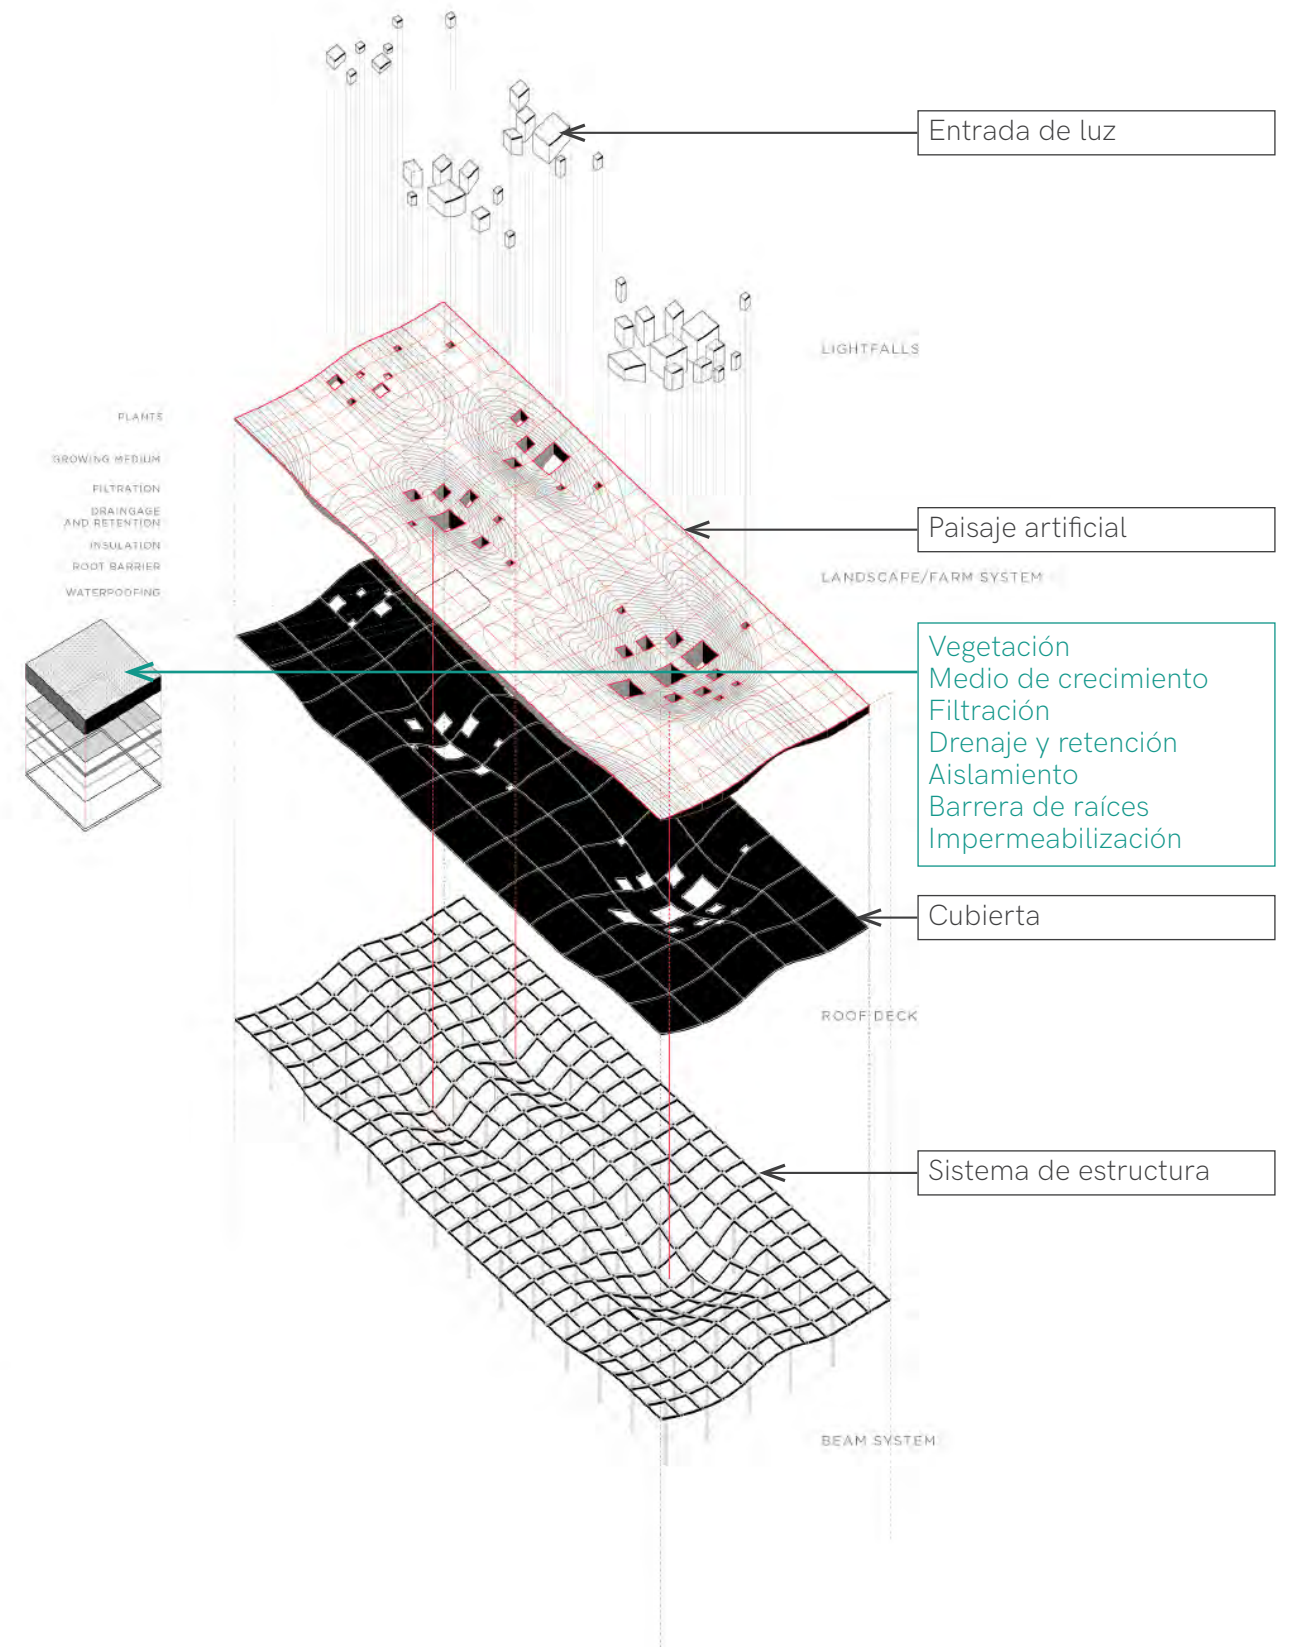 Entrada de luz
LIGHTFALLS
PLANTS
GROWING MEDIUM
FILTRATION
DRAINGAGE
AND RETENTION
INSULATION
ROOT BARRIER
WATERPOOFING
Paisaje artificial
LANDSCAPE/FARM SYSTEM
Vegetación
Medio de crecimiento
Filtración
Drenaje y retención
Aislamiento
Barrera de raíces
Impermeabilización
Cubierta
ROOF DECK
Sistema de estructura
BEAM SYSTEM